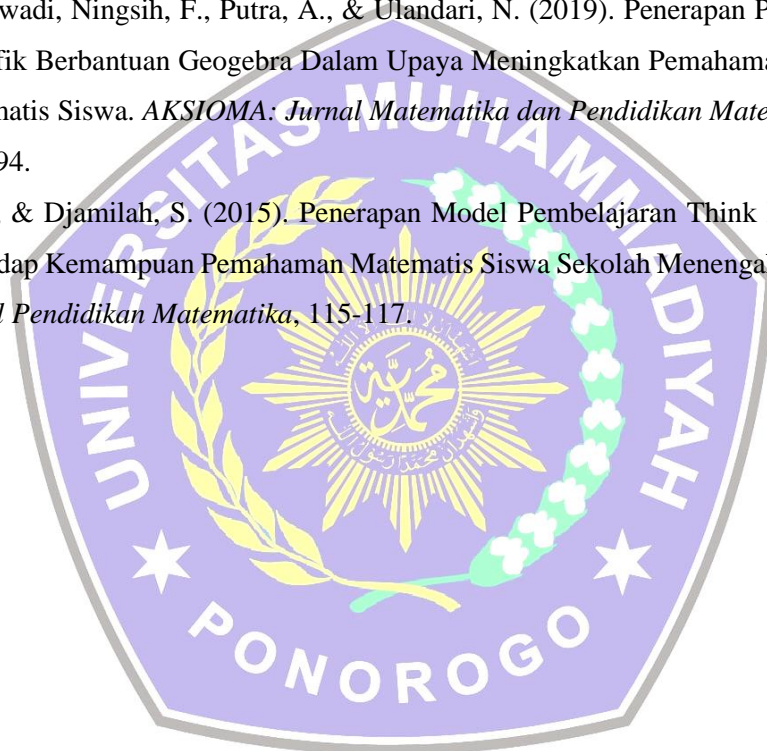 wadi, Ningsih, F., Putra, A., & Ulandari, N. (2019). Penerapan P
fik Berbantuan Geogebra Dalam Upaya Meningkatkan Pemaham
natis Siswa. AKSIOMA: Jurnal Matematika dan Pendidikan Mate
94.
& Djamilah, S. (2015). Penerapan Model Pembelajaran Think
dap Kemampuan Pemahaman Matematis Siswa Sekolah Menenga
l Pendidikan Matematika, 115-117.
UNIVERSITAS MUHAMMADIYAH
محمدية
PONOROGO